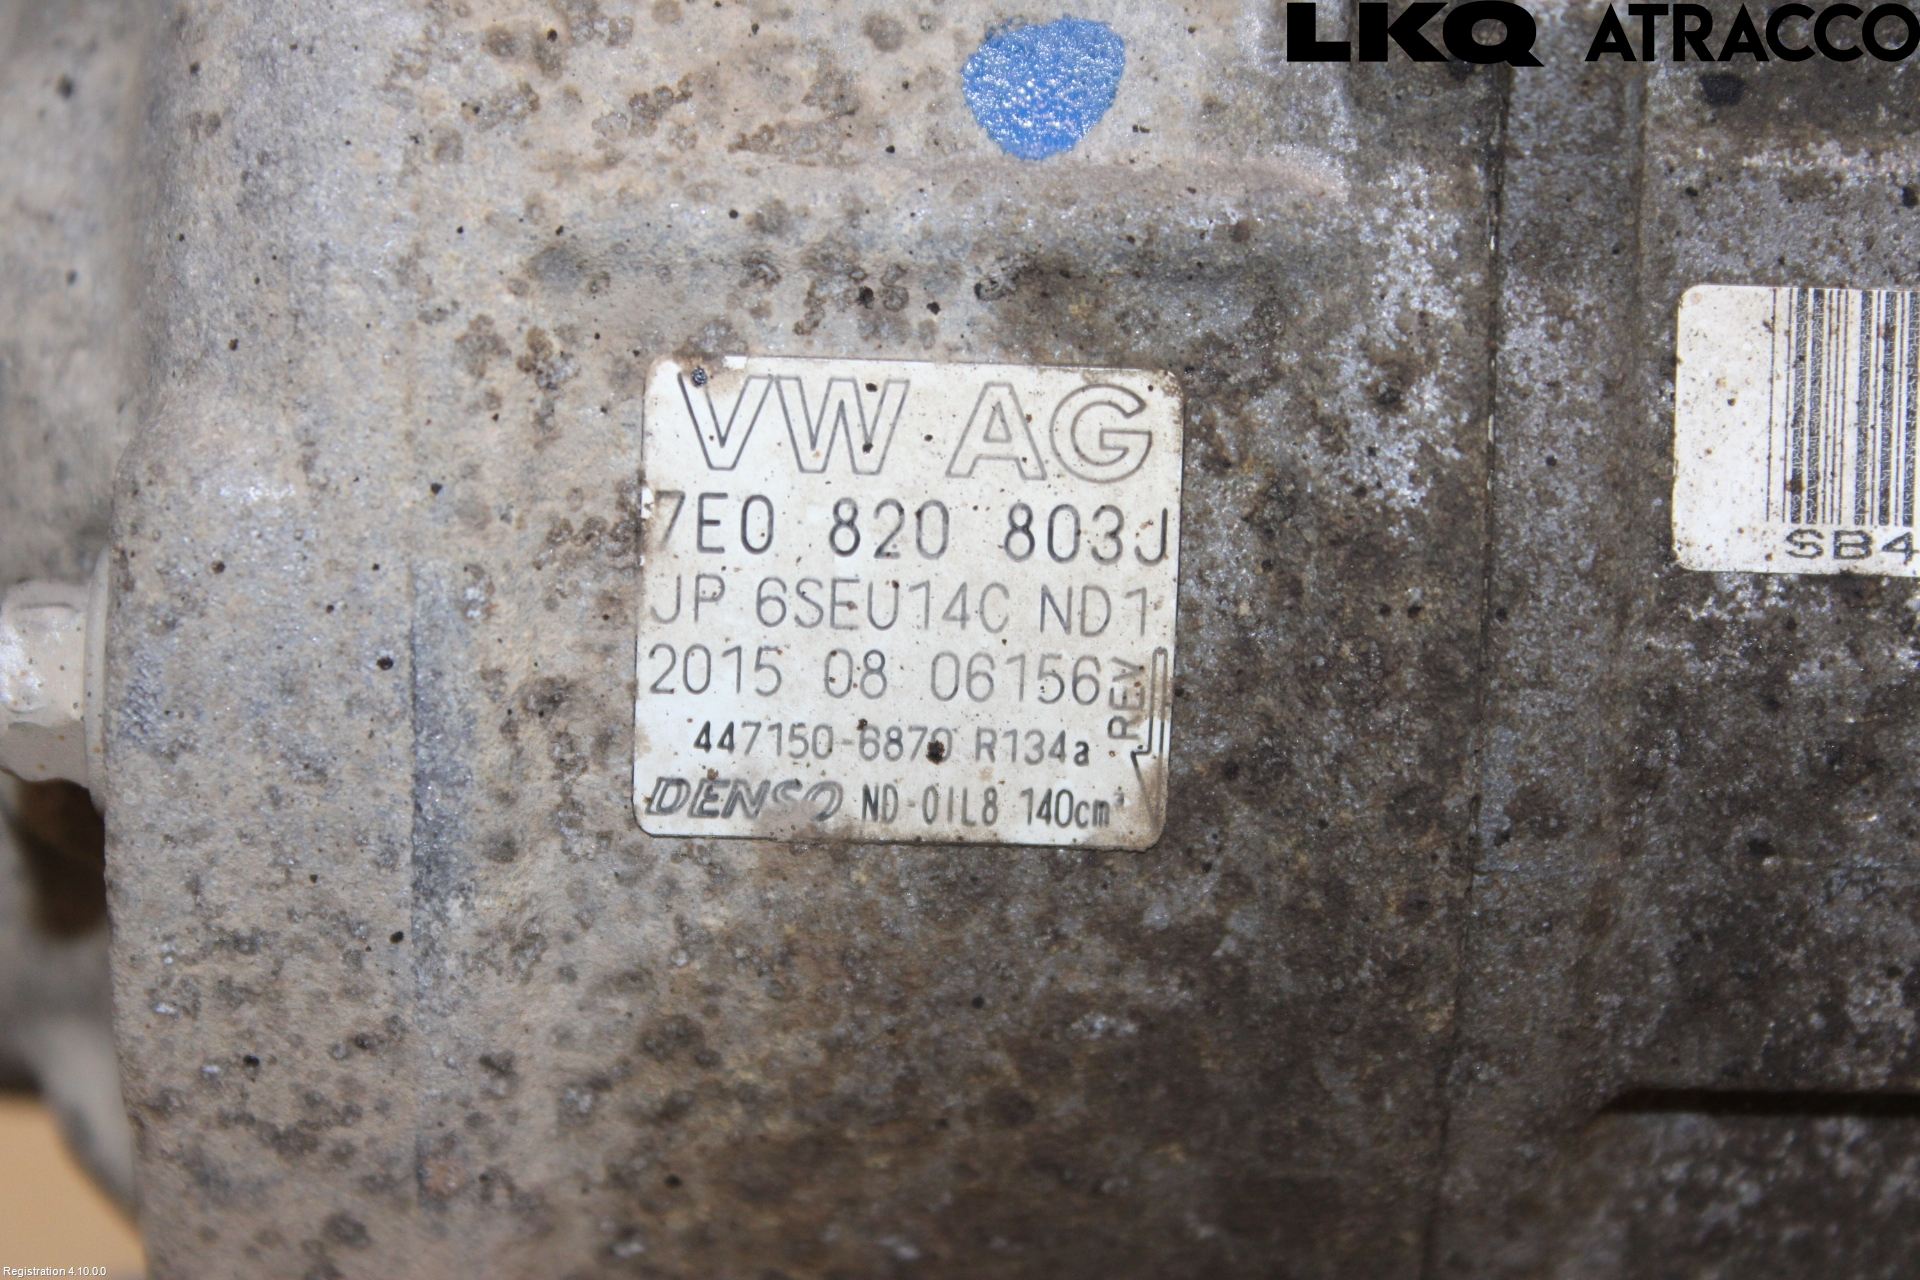 LKQ ATRACCO
VW AG
7E0 820 803J
JP 6SEU14C ND1
2015 08 06156
REV
447150-6870 R134a
DENSO ND-OIL8 140cm³
SB4
Registration 4.10.0.0